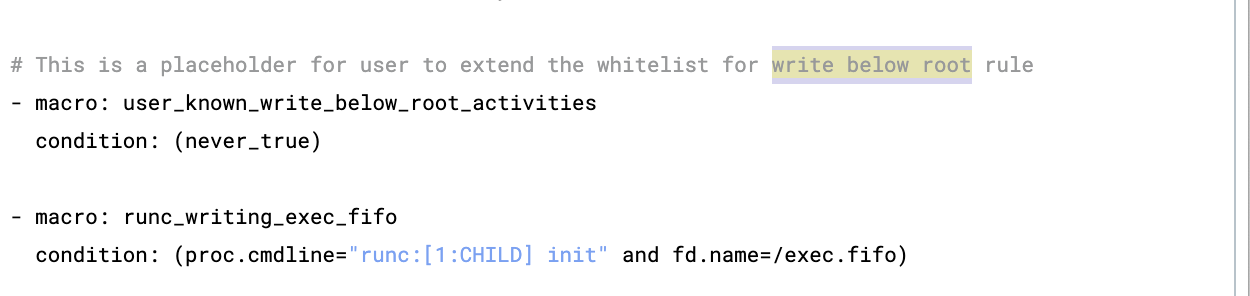 # This is a placeholder for user to extend the whitelist for write below root rule
- macro: user_known_write_below_root_activities
  condition: (never_true)
- macro: runc_writing_exec_fifo
  condition: (proc.cmdline="runc:[1:CHILD] init" and fd.name=/exec.fifo)